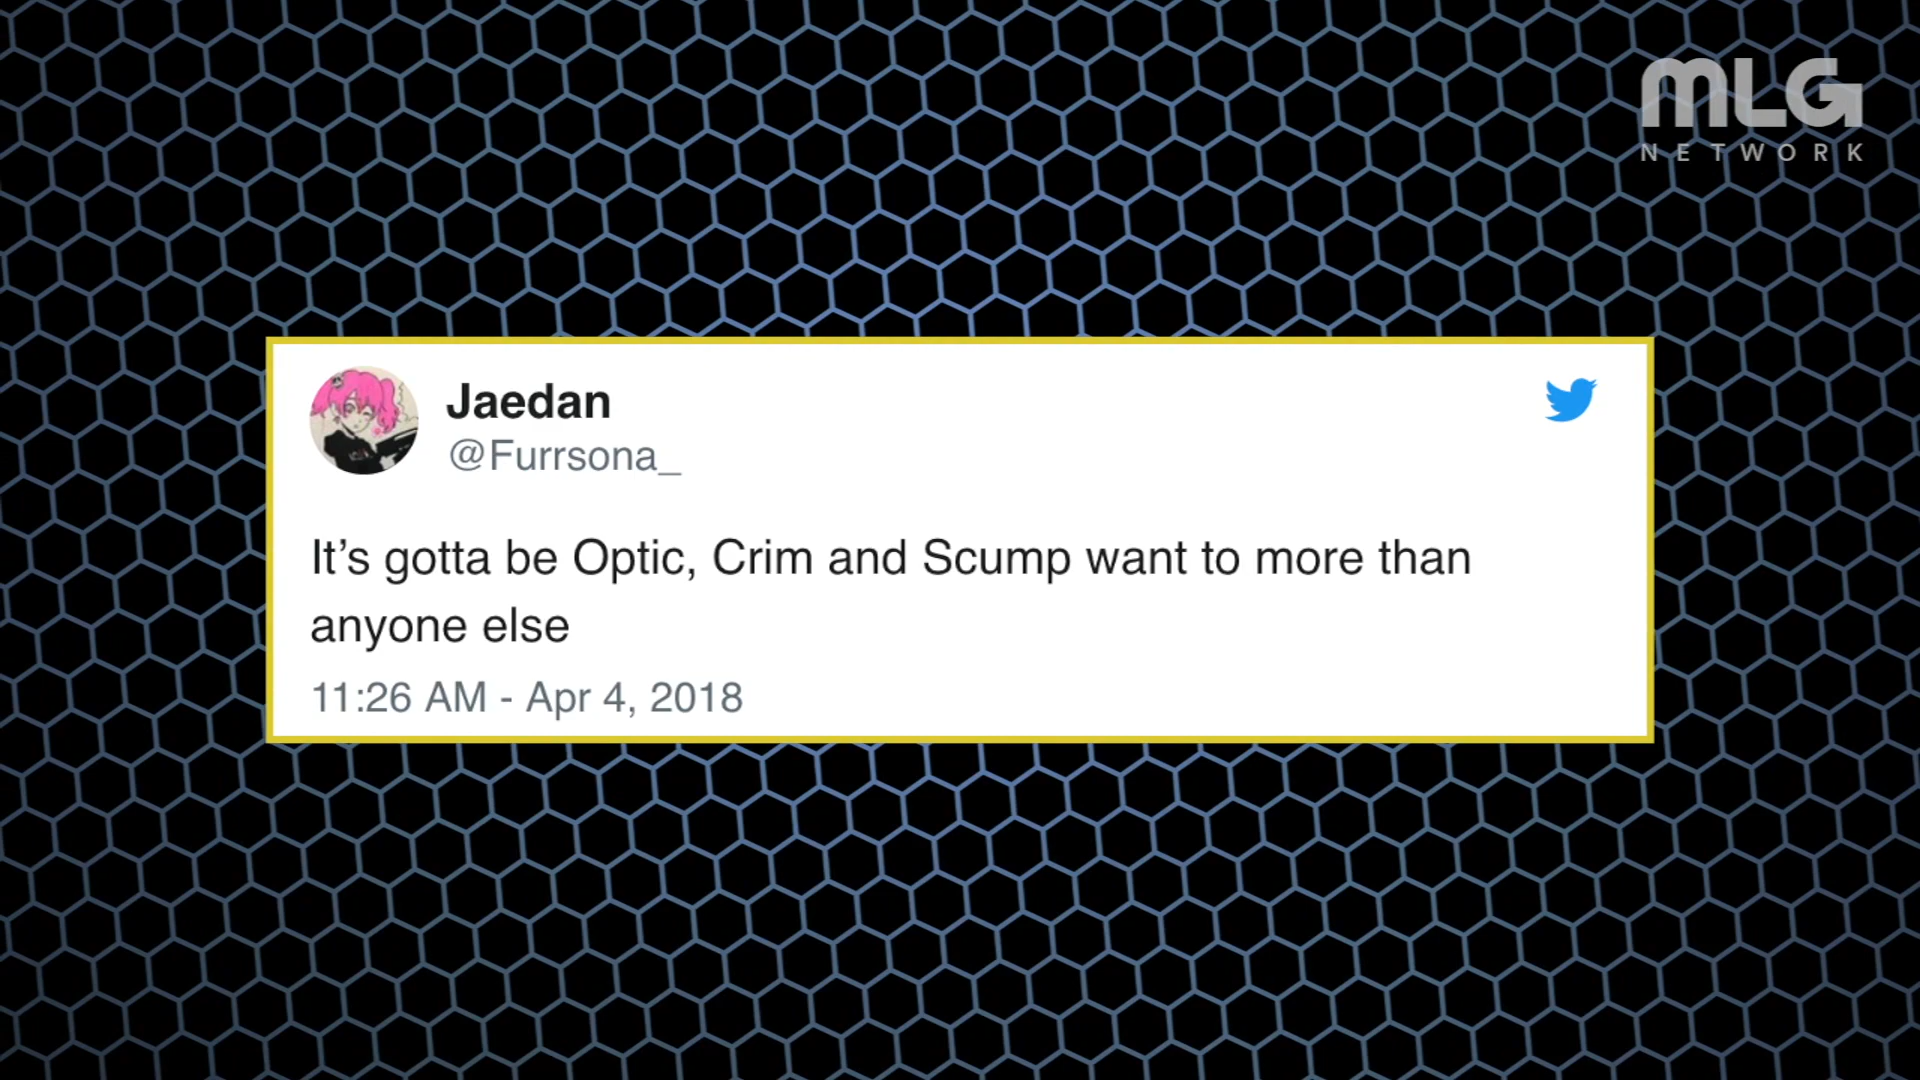 MLG
NETWORK
Jaedan
@Furrsona_
It’s gotta be Optic, Crim and Scump want to more than
anyone else
11:26 AM - Apr 4, 2018